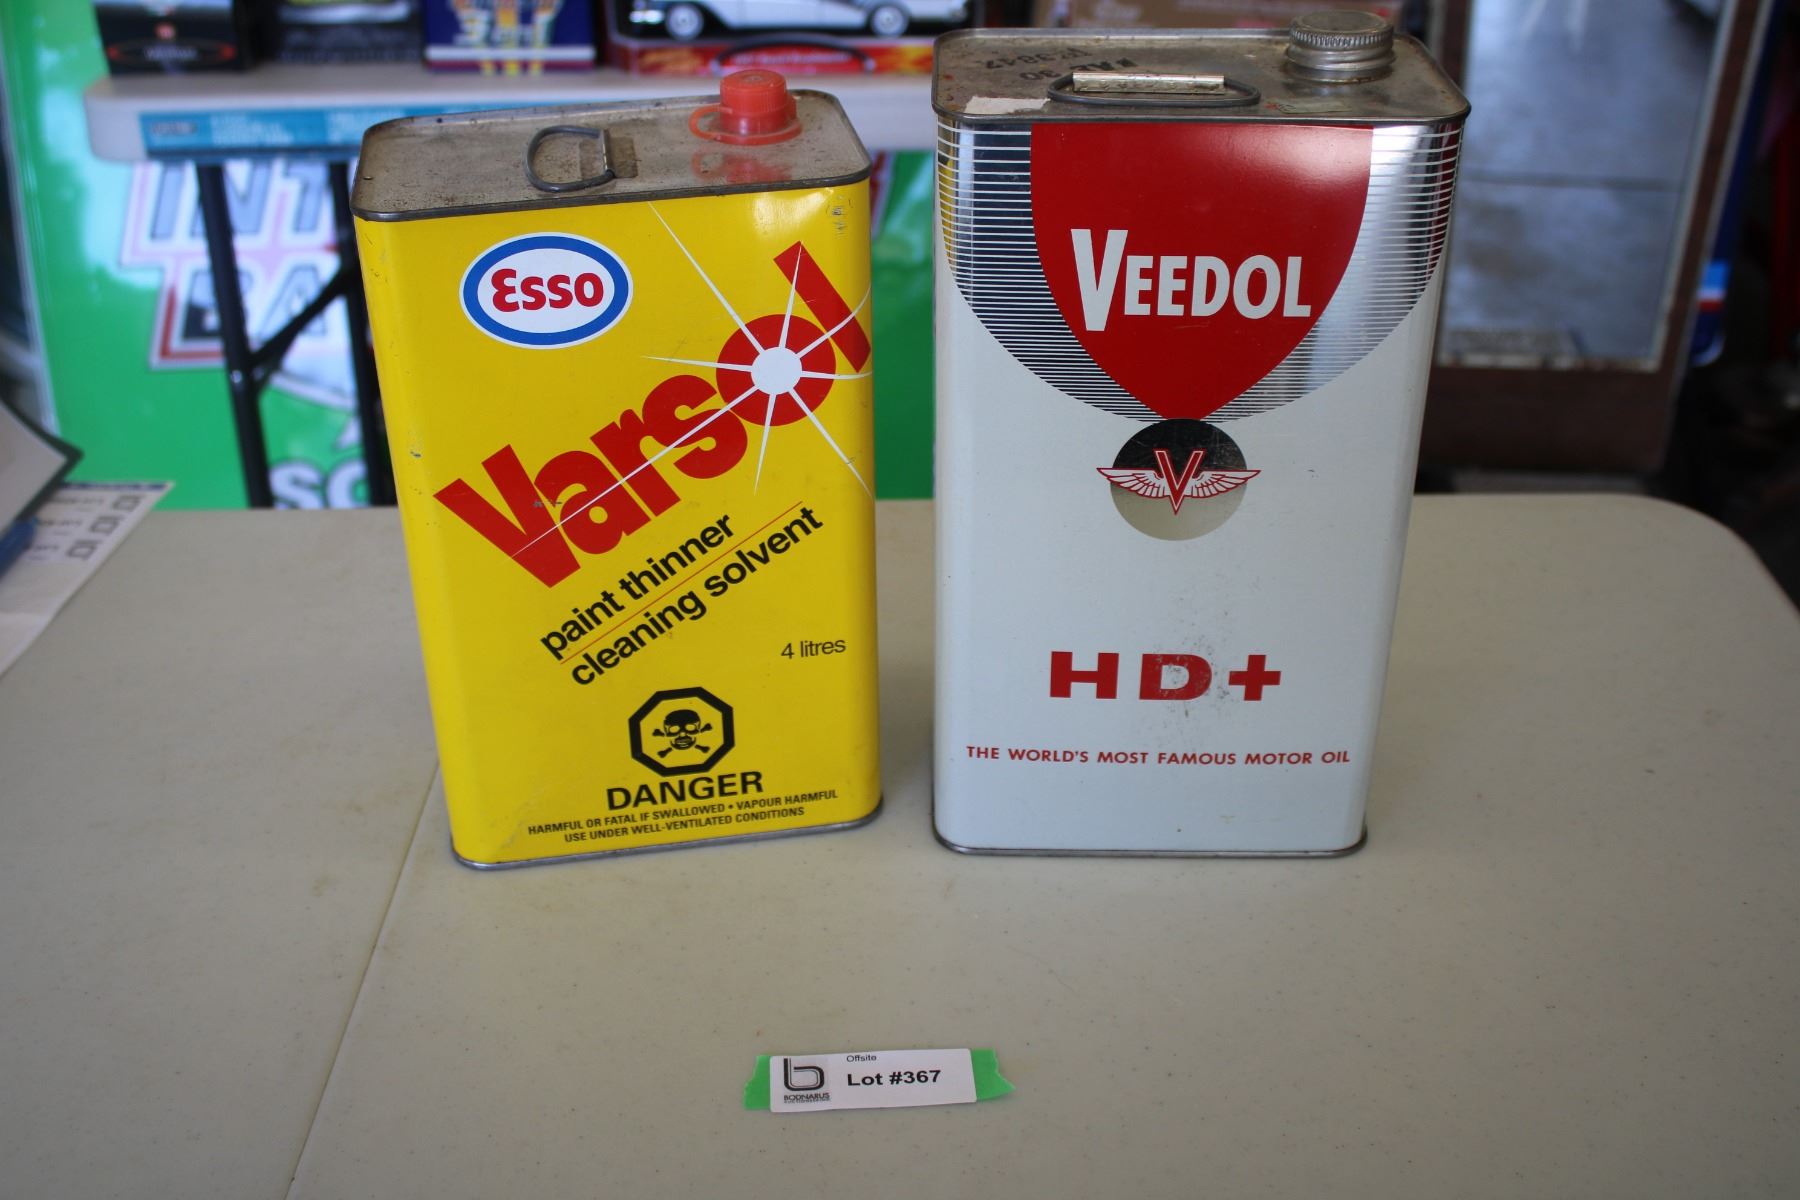 Esso
Varsol
paint thinner
cleaning solvent
4 litres
DANGER
HARMFUL OR FATAL IF SWALLOWED • VAPOUR HARMFUL
USE UNDER WELL-VENTILATED CONDITIONS
VEEDOL
V
HD+
THE WORLD'S MOST FAMOUS MOTOR OIL
Offsite
Lot #367
b
BODNARUS